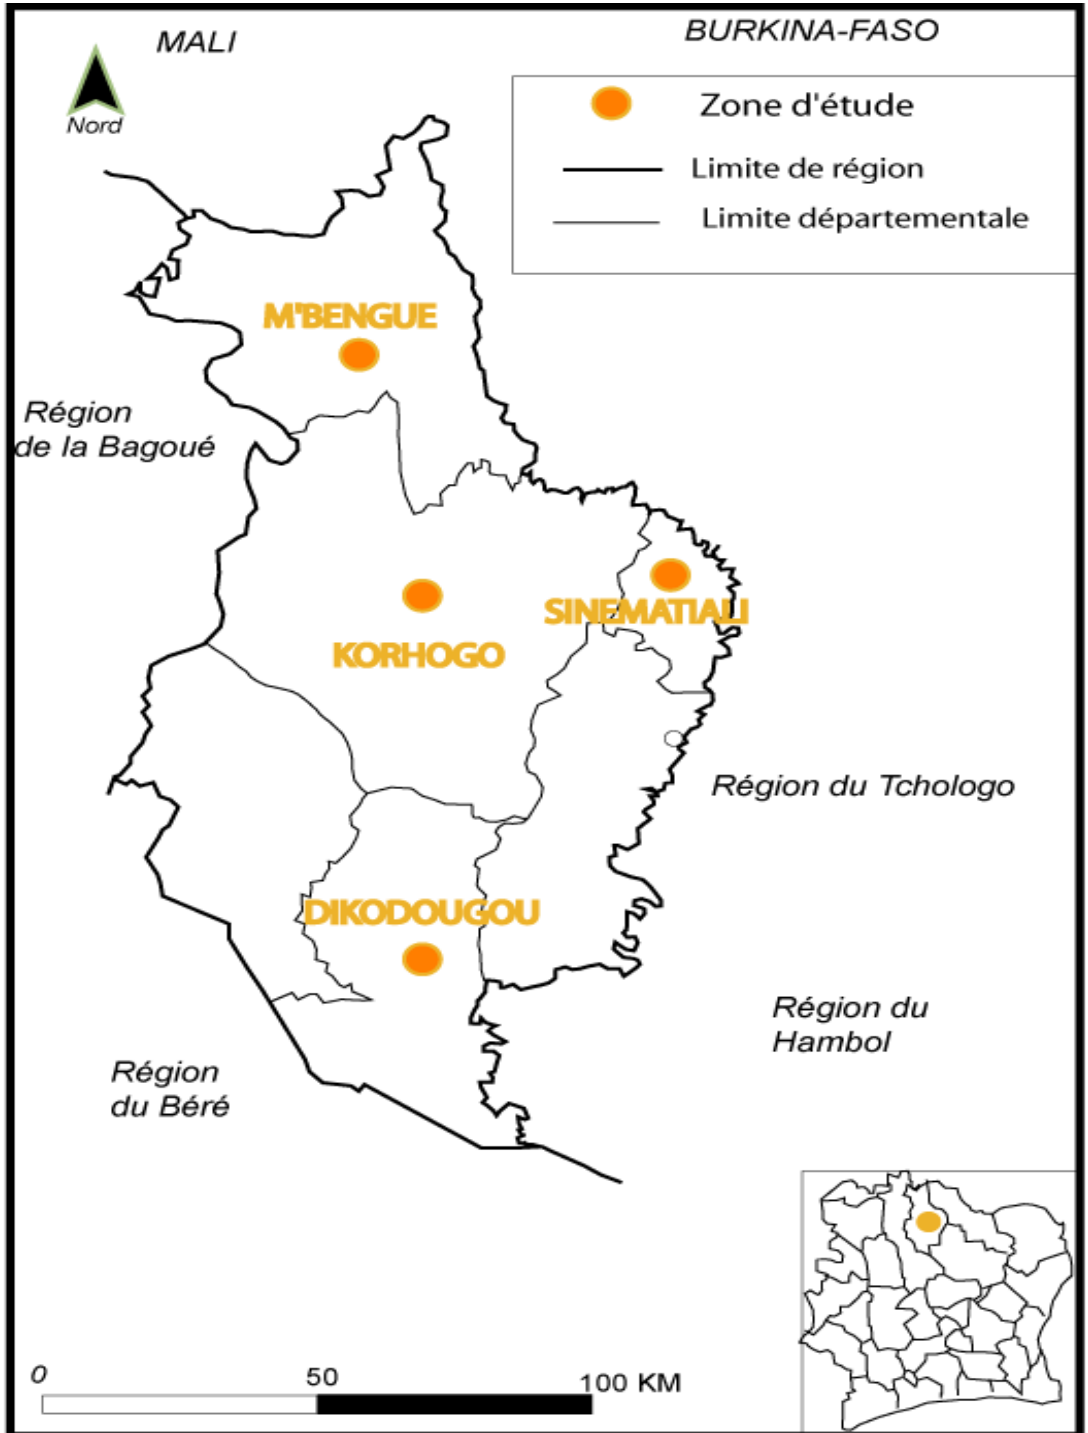 MALI
BURKINA-FASO
Nord
Zone d'étude
Limite de région
Limite départementale
M'BENGUE
Région
de la Bagoué
SINEMATIALI
KORHOGO
Région du Tchologo
DIKODOUGOU
Région du
Hambol
Région
du Béré
0
50
100 KM